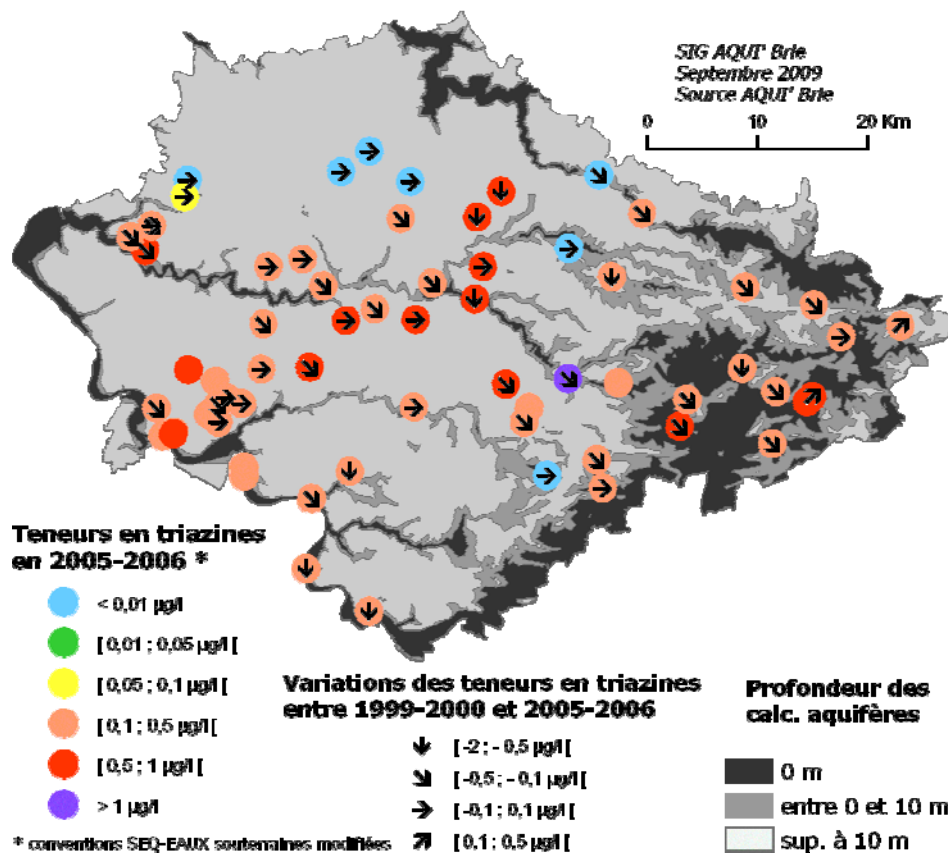 SIG AQUI' Brie
Septembre 2009
Source AQUI' Brie
0 10 20 Km
Teneurs en triazines
en 2005-2006 *
< 0,01 µg/l
[ 0,01 ; 0,05 µg/l [
[ 0,05 ; 0,1 µg/l [
[ 0,1 ; 0,5 µg/l [
[ 0,5 ; 1 µg/l [
> 1 µg/l
* conventions SEQ-EAUX souterraines modifiées
Variations des teneurs en triazines
entre 1999-2000 et 2005-2006
[ -2 ; - 0,5 µg/l [
[ -0,5 ; - 0,1 µg/l [
[ -0,1 ; 0,1 µg/l [
[ 0,1 ; 0,5 µg/l [
Profondeur des
calc. aquifères
0 m
entre 0 et 10 m
sup. à 10 m